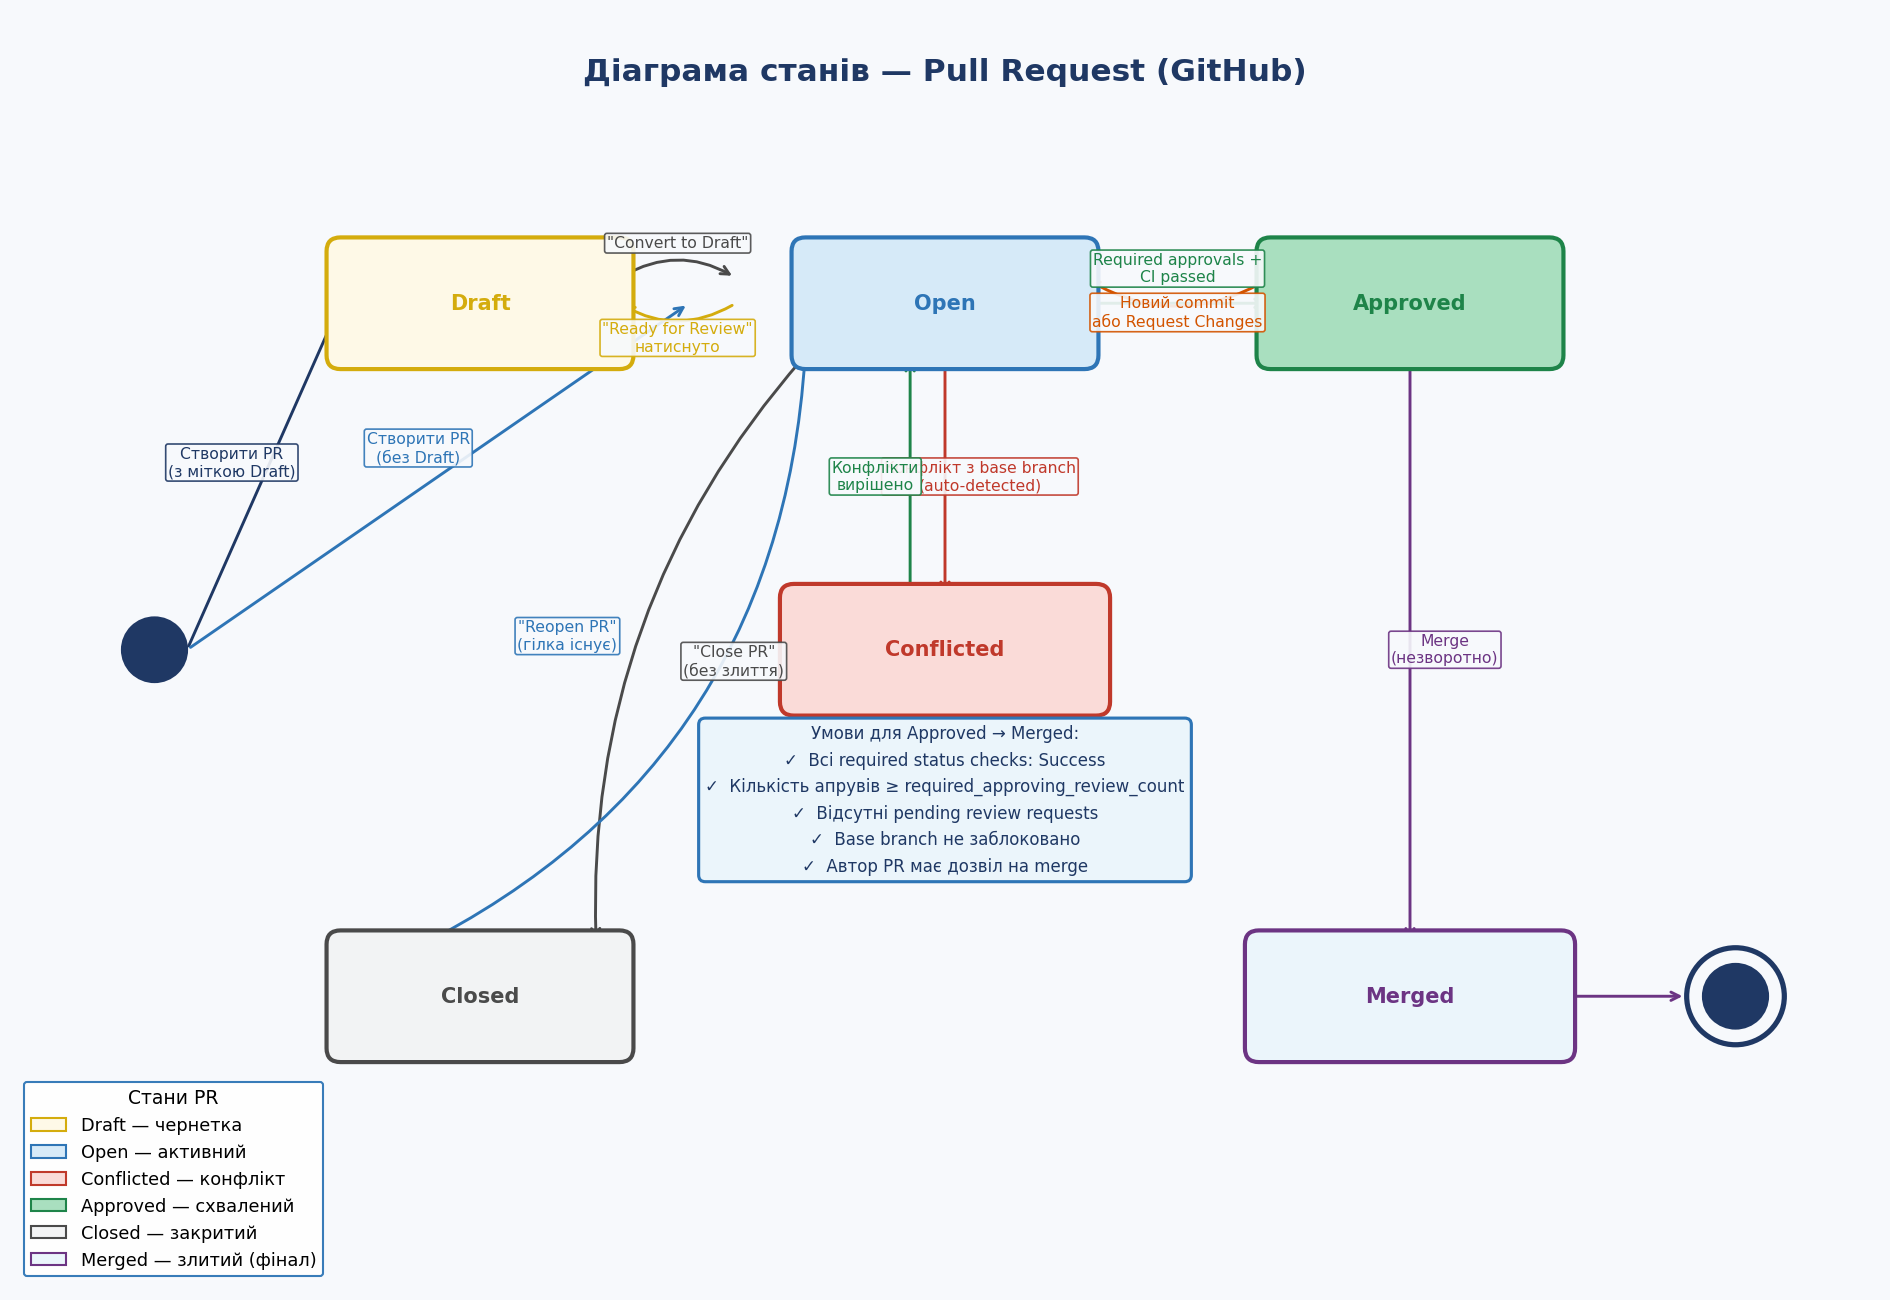 Діаграма станів — Pull Request (GitHub)
"Convert to Draft"
Draft
"Ready for Review"
натиснуто
Open
Required approvals +
CI passed
Новий commit
або Request Changes
Approved
Створити PR
(з міткою Draft)
Створити PR
(без Draft)
Конфлікти
вирішено
з base branch
(auto-detected)
"Reopen PR"
(гілка існує)
"Close PR"
(без злиття)
Conflicted
Merge
(незворотно)
Умови для Approved → Merged:
✓ Всі required status checks: Success
✓ Кількість апрувів ≥ required_approving_review_count
✓ Відсутні pending review requests
✓ Base branch не заблоковано
✓ Автор PR має дозвіл на merge
Closed
Merged
Стани PR
Draft — чернетка
Open — активний
Conflicted — конфлікт
Approved — схвалений
Closed — закритий
Merged — злитий (фінал)